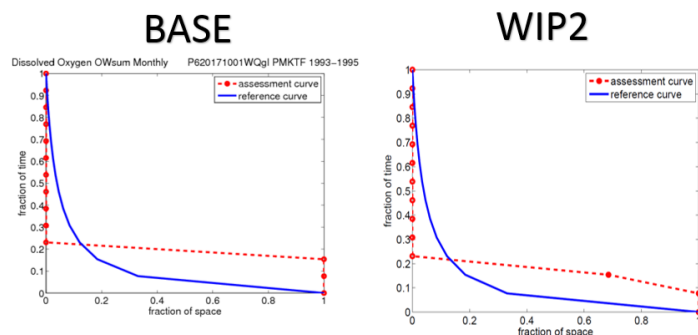 BASE
WIP2
Dissolved Oxygen OWsum Monthly P620171001WQgI PMKTF 1993-1995
assessment curve
reference curve
fraction of time
1
0.9
0.8
0.7
0.6
0.5
0.4
0.3
0.2
0.1
0
0 0.2 0.4 0.6 0.8 1
fraction of space
assessment curve
reference curve
fraction of time
1
0.9
0.8
0.7
0.6
0.5
0.4
0.3
0.2
0.1
0
0 0.2 0.4 0.6 0.8
fraction of space